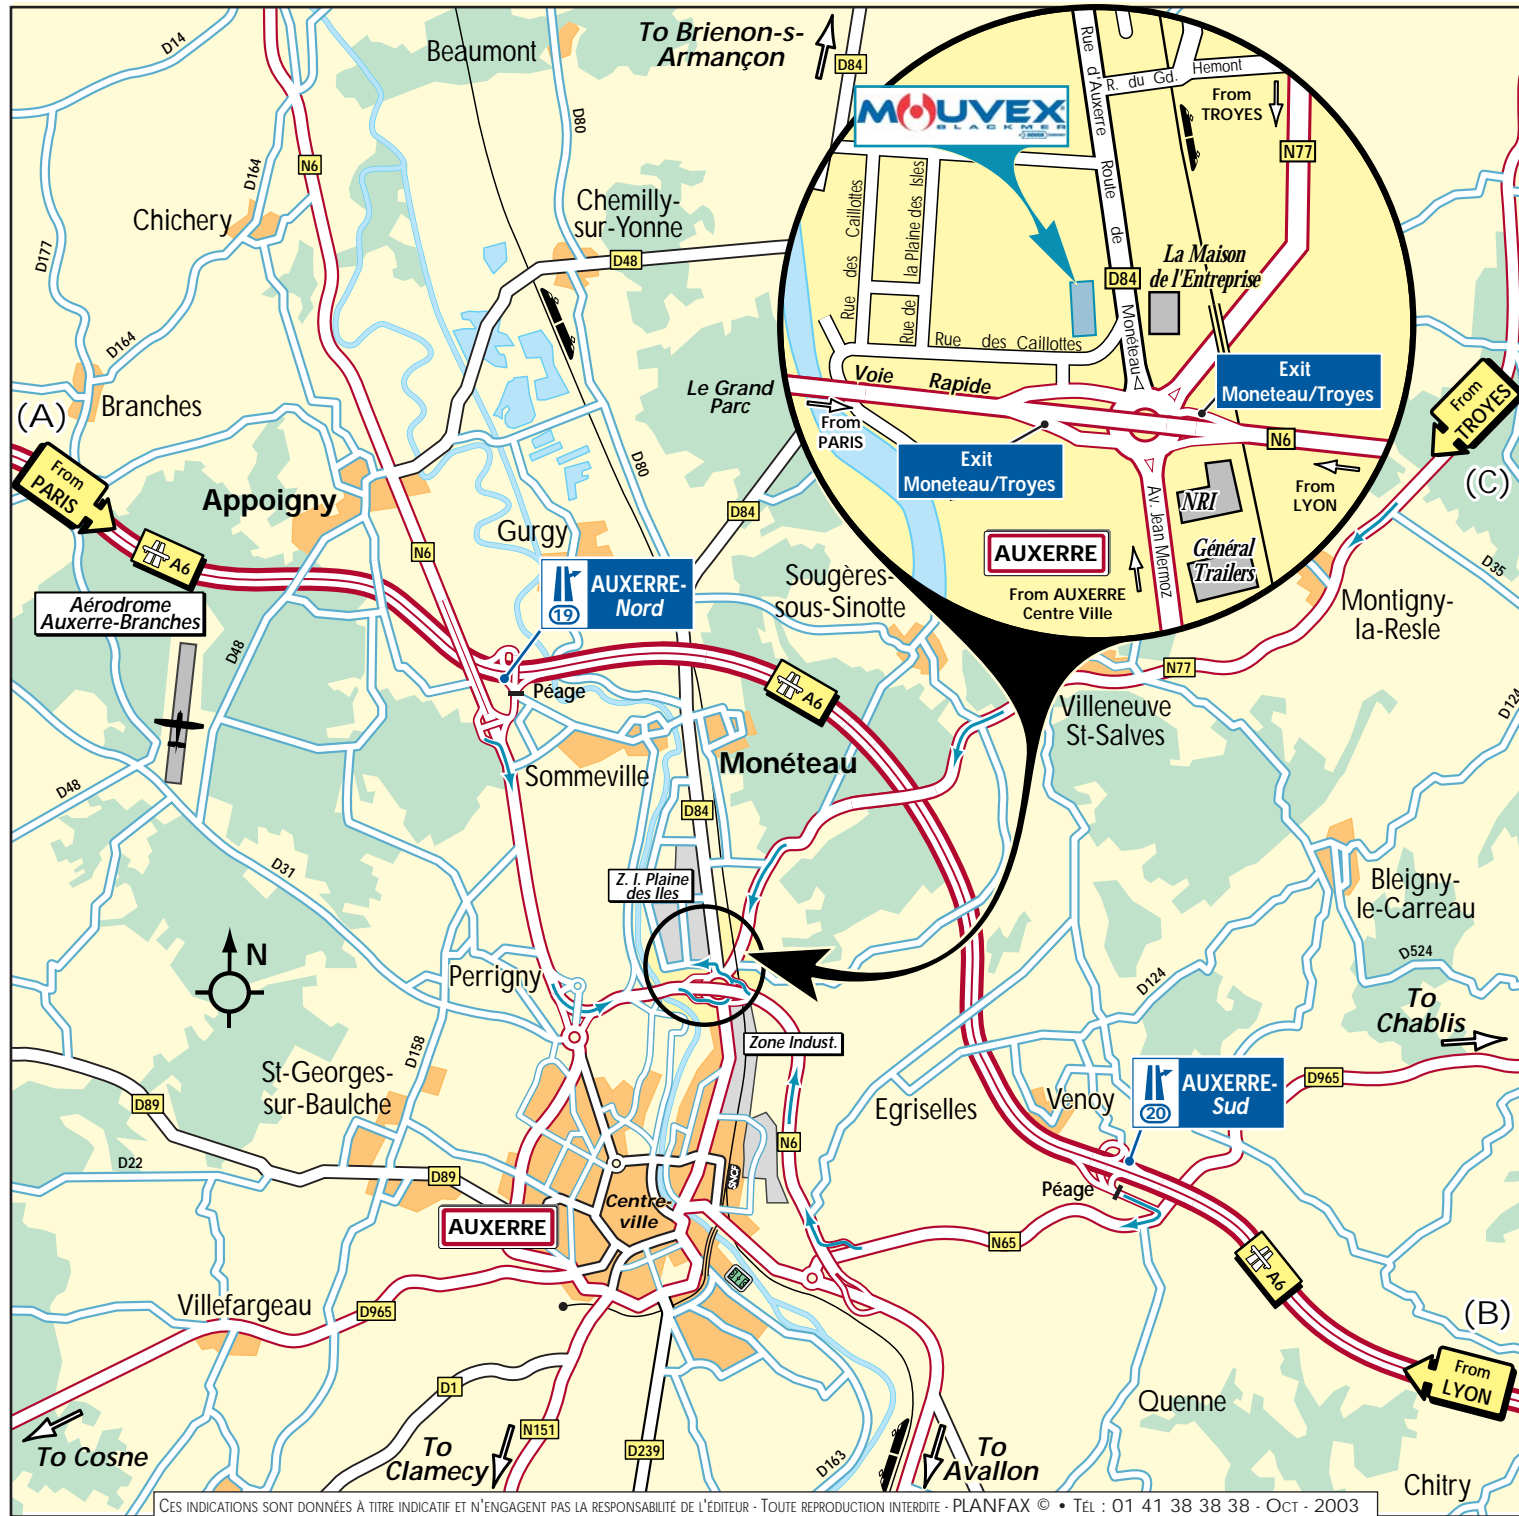 D14
Beaumont
To Brienon-s-
Armançon
D84
D80
N6
D164
Chichery
D177
Chemilly-
sur-Yonne
D48
D164
Branches
(A)
From
PARIS
A6
Appoigny
N6
Gurgy
D80
D84
Le Grand
Parc
Aérodrome
Auxerre-Branches
D48
D48
19
AUXERRE-
Nord
Péage
Sougères-
sous-Sinotte
A6
MOUVEX
BLACKMER
Rue d'Auxerre
R. du Gd. Hemont
From
TROYES
N77
Rue des Caillottes
Rue de la Plaine des Isles
Route de Monéteau
D84
La Maison
de l'Entreprise
Rue des Caillottes
Voie Rapide
Exit
Moneteau/Troyes
From
PARIS
Exit
Moneteau/Troyes
N6
From
LYON
NRI
Av. Jean Mermoz
AUXERRE
Général
Trailers
From AUXERRE
Centre Ville
From
TROYES
(C)
D35
Montigny-
la-Resle
N77
Villeneuve
St-Salves
D124
Sommeville
Monéteau
D84
D31
Z. I. Plaine
des Iles
Bleigny-
le-Carreau
D524
N
Perrigny
D124
To
Chablis
Zone Indust.
D158
St-Georges-
sur-Baulche
D89
D965
Egriselles
Venoy
20
AUXERRE-
Sud
N6
D22
D89
SNCF
Centre-
ville
AUXERRE
Péage
N65
A6
Villefargeau
D965
(B)
From
LYON
D1
Quenne
To Cosne
To
Clamecy
N151
D239
D163
To
Avallon
Chitry
CES INDICATIONS SONT DONNÉES À TITRE INDICATIF ET N'ENGAGENT PAS LA RESPONSABILITÉ DE L'ÉDITEUR - TOUTE REPRODUCTION INTERDITE - PLANFAX © • TÉL : 01 41 38 38 38 - OCT - 2003